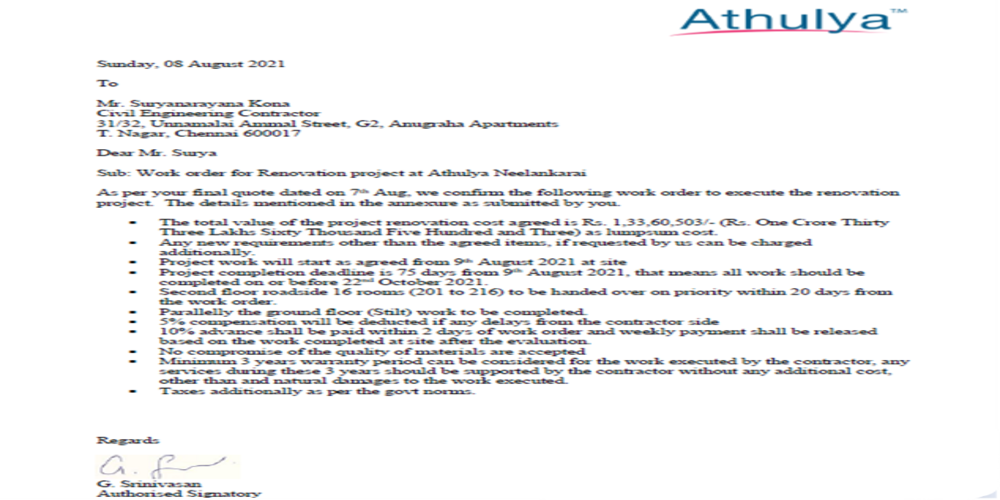 Athulya™
Sunday, 08 August 2021
To
Mr. Suryanarayana Kona
Civil Engineering Contractor
31/32, Unnamalai Ammal Street, G2, Anugraha Apartments
T. Nagar, Chennai 600017
Dear Mr. Surya
Sub: Work order for Renovation project at Athulya Neelankarai
As per your final quote dated on 7th Aug, we confirm the following work order to execute the renovation
project. The details mentioned in the annexure as submitted by you.
• The total value of the project renovation cost agreed is Rs. 1,33,60,503/- (Rs. One Crore Thirty
Three Lakhs Sixty Thousand Five Hundred and Three) as lumpsum cost.
• Any new requirements other than the agreed items, if requested by us can be charged
additionally.
• Project work will start as agreed from 9th August 2021 at site
• Project completion deadline is 75 days from 9th August 2021, that means all work should be
completed on or before 22nd October 2021.
• Second floor roadside 16 rooms (201 to 216) to be handed over on priority within 20 days from
the work order.
• Parallelly the ground floor (Stilt) work to be completed.
• 5% compensation will be deducted if any delays from the contractor side
• 10% advance shall be paid within 2 days of work order and weekly payment shall be released
based on the work completed at site after the evaluation.
• No compromise of the quality of materials are accepted
• Minimum 3 years warranty period can be considered for the work executed by the contractor, any
services during these 3 years should be supported by the contractor without any additional cost,
other than and natural damages to the work executed.
• Taxes additionally as per the govt norms.
Regards
G. Srinivasan
Authorised Signatory